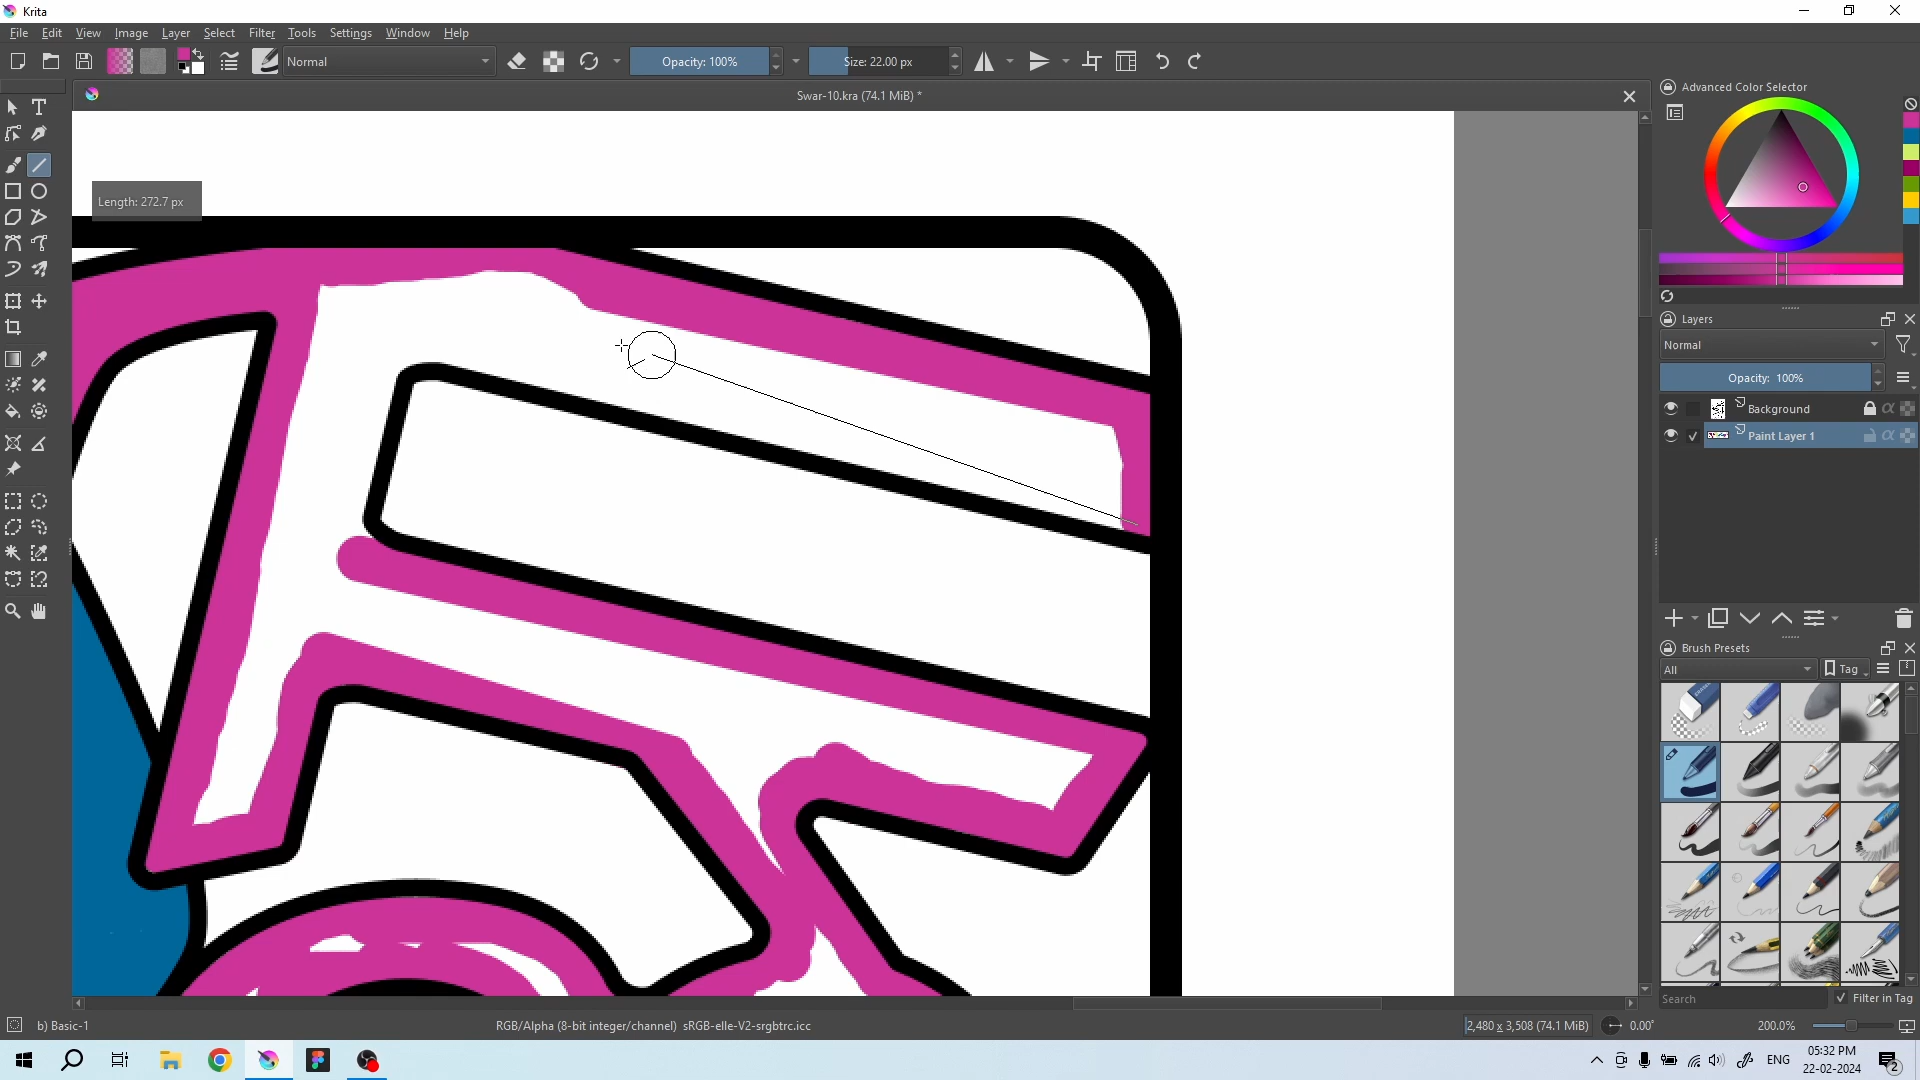 Krita
File Edit View Image Layer Select Filter Tools Settings Window Help
Normal
Opacity: 100%
Size: 22.00 px
Swar-10.kra (74.1 MiB) *
Advanced Color Selector
Length: 272.7 px
Layers
Normal
Opacity: 100%
Background
Paint Layer 1
Brush Presets
All
Tag
Search
Filter in Tag
b) Basic-1
RGB/Alpha (8-bit integer/channel) sRGB-elle-V2-srgbtrc.icc
2,480 x 3,508 (74.1 MiB)
0.00°
200.0%
ENG
05:32 PM
22-02-2024
2